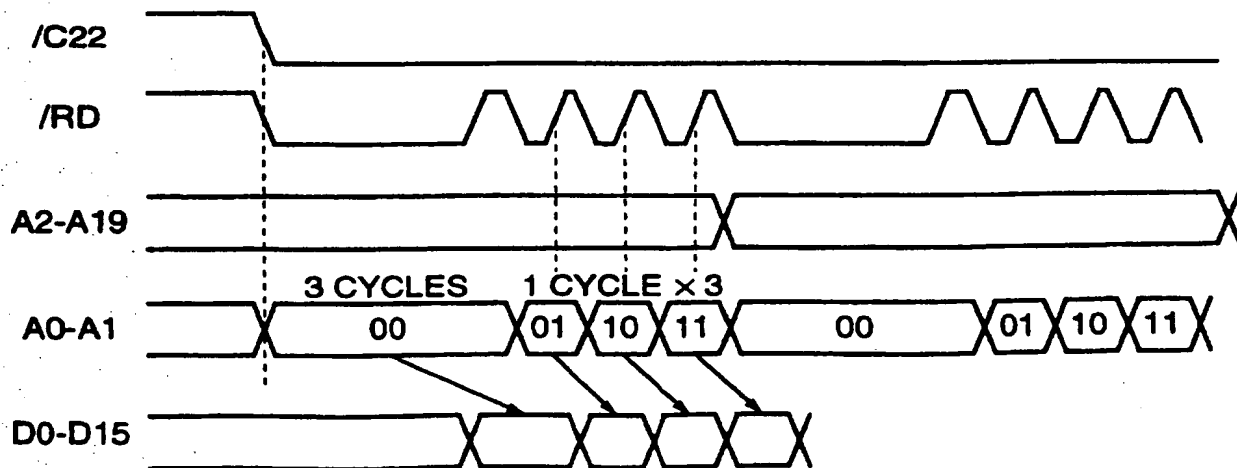 /C22
/RD
A2-A19
3 CYCLES 1 CYCLE × 3
A0-A1 00 01 10 11 00 01 10 11
D0-D15